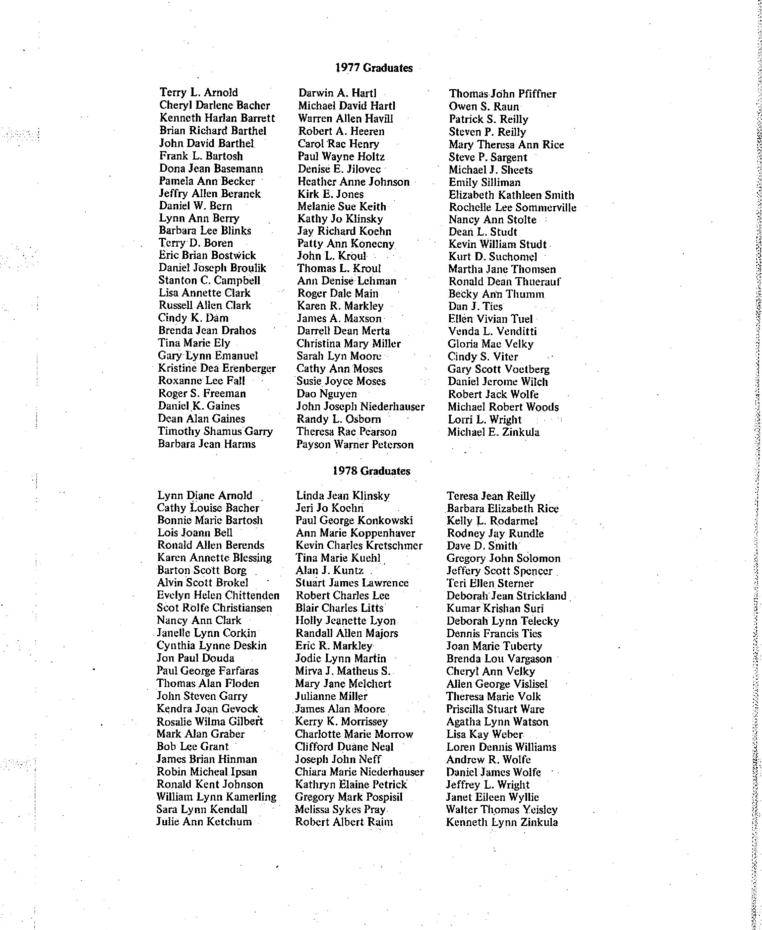 1977 Graduates
Terry L. Arnold
Cheryl Darlene Bacher
Kenneth Harlan Barrett
Brian Richard Barthel
John David Barthel
Frank L. Bartosh
Dona Jean Basemann
Pamela Ann Becker
Jeffry Allen Beranek
Daniel W. Bern
Lynn Ann Berry
Barbara Lee Blinks
Terry D. Boren
Eric Brian Bostwick
Daniel Joseph Broulik
Stanton C. Campbell
Lisa Annette Clark
Russell Allen Clark
Cindy K. Dam
Brenda Jean Drahos
Tina Marie Ely
Gary Lynn Emanuel
Kristine Dea Erenberger
Roxanne Lee Fall
Roger S. Freeman
Daniel K. Gaines
Dean Alan Gaines
Timothy Shamus Garry
Barbara Jean Harms
Darwin A. Hartl
Michael David Hartl
Warren Allen Havill
Robert A. Heeren
Carol Rae Henry
Paul Wayne Holtz
Denise E. Jilovec
Heather Anne Johnson
Kirk E. Jones
Melanie Sue Keith
Kathy Jo Klinsky
Jay Richard Koehn
Patty Ann Konecny
John L. Kroul
Thomas L. Kroul
Ann Denise Lehman
Roger Dale Main
Karen R. Markley
James A. Maxson
Darrell Dean Merta
Christina Mary Miller
Sarah Lyn Moore
Cathy Ann Moses
Susie Joyce Moses
Dao Nguyen
John Joseph Niederhauser
Randy L. Osborn
Theresa Rae Pearson
Payson Warner Peterson
Thomas John Pfiffner
Owen S. Raun
Patrick S. Reilly
Steven P. Reilly
Mary Theresa Ann Rice
Steve P. Sargent
Michael J. Sheets
Emily Silliman
Elizabeth Kathleen Smith
Rochelle Lee Sommerville
Nancy Ann Stolte
Dean L. Studt
Kevin William Studt
Kurt D. Suchomel
Martha Jane Thomsen
Ronald Dean Thuerauf
Becky Ann Thumm
Dan J. Ties
Ellen Vivian Tuel
Venda L. Venditti
Gloria Mae Velky
Cindy S. Viter
Gary Scott Voetberg
Daniel Jerome Wilch
Robert Jack Wolfe
Michael Robert Woods
Lorri L. Wright
Michael E. Zinkula
1978 Graduates
Lynn Diane Arnold
Cathy Louise Bacher
Bonnie Marie Bartosh
Lois Joann Bell
Ronald Allen Berends
Karen Annette Blessing
Barton Scott Borg
Alvin Scott Brokel
Evelyn Helen Chittenden
Scot Rolfe Christiansen
Nancy Ann Clark
Janelle Lynn Corkin
Cynthia Lynne Deskin
Jon Paul Douda
Paul George Farfaras
Thomas Alan Floden
John Steven Garry
Kendra Joan Gevock
Rosalie Wilma Gilbert
Mark Alan Graber
Bob Lee Grant
James Brian Hinman
Robin Micheal Ipsan
Ronald Kent Johnson
William Lynn Kamerling
Sara Lynn Kendall
Julie Ann Ketchum
Linda Jean Klinsky
Jeri Jo Koehn
Paul George Konkowski
Ann Marie Koppenhaver
Kevin Charles Kretschmer
Tina Marie Kuehl
Alan J. Kuntz
Stuart James Lawrence
Robert Charles Lee
Blair Charles Litts
Holly Jeanette Lyon
Randall Allen Majors
Eric R. Markley
Jodie Lynn Martin
Mirva J. Matheus S.
Mary Jane Melchert
Julianne Miller
James Alan Moore
Kerry K. Morrissey
Charlotte Marie Morrow
Clifford Duane Neal
Joseph John Neff
Chiara Marie Niederhauser
Kathryn Elaine Petrick
Gregory Mark Pospisil
Melissa Sykes Pray
Robert Albert Raim
Teresa Jean Reilly
Barbara Elizabeth Rice
Kelly L. Rodarmel
Rodney Jay Rundle
Dave D. Smith
Gregory John Solomon
Jeffery Scott Spencer
Teri Ellen Sterner
Deborah Jean Strickland
Kumar Krishan Suri
Deborah Lynn Telecky
Dennis Francis Ties
Joan Marie Tuberty
Brenda Lou Vargason
Cheryl Ann Velky
Allen George Vislisel
Theresa Marie Volk
Priscilla Stuart Ware
Agatha Lynn Watson
Lisa Kay Weber
Loren Dennis Williams
Andrew R. Wolfe
Daniel James Wolfe
Jeffrey L. Wright
Janet Eileen Wyllie
Walter Thomas Yeisley
Kenneth Lynn Zinkula